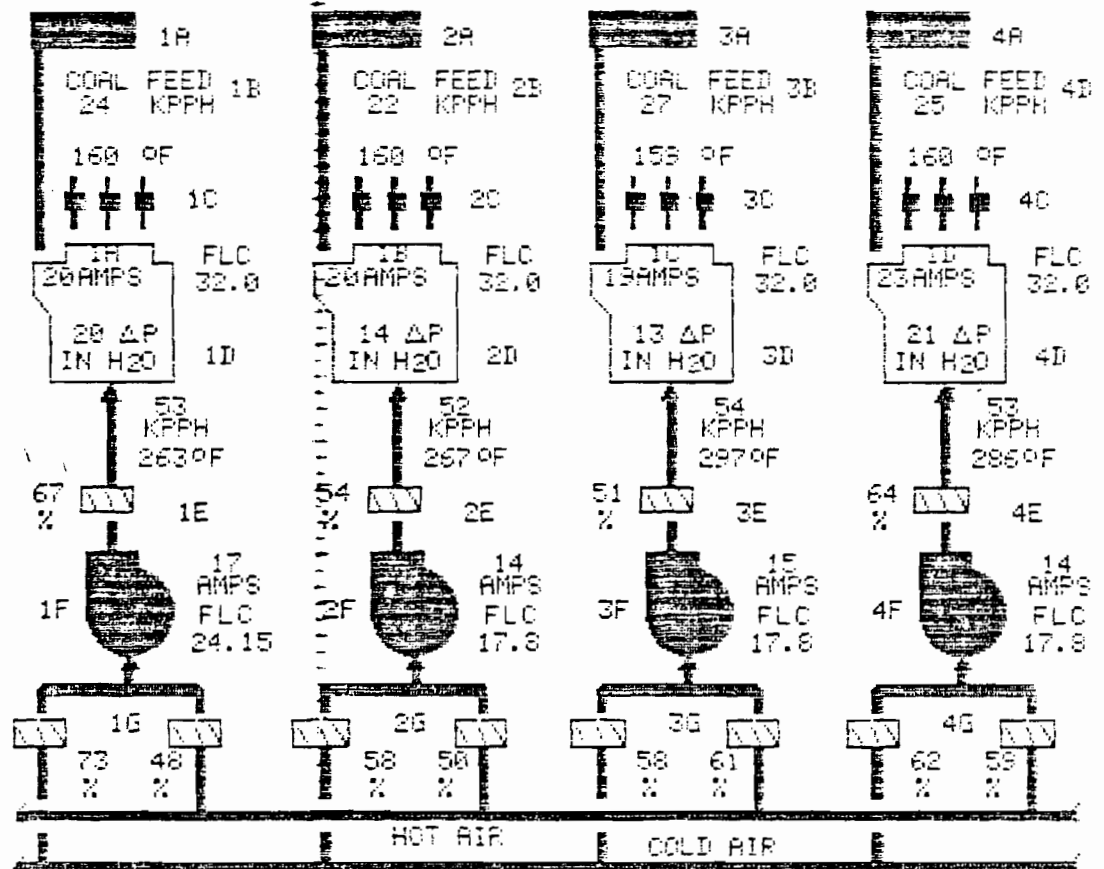 1A 2A 3A 4A
COAL FEED 1B COAL FEED 2B COAL FEED 3B COAL FEED 4D
24 KPPH 22 KPPH 27 KPPH 25 KPPH
160 °F 160 °F 159 °F 160 °F
1C 2C 3C 4C
1A FLC 1B FLC 1C FLC 1D FLC
20AMPS 32.0 20AMPS 32.0 19AMPS 32.0 23AMPS 32.0
20 ΔP 14 ΔP 13 ΔP 21 ΔP
IN H2O 1D IN H2O 2D IN H2O 3D IN H2O 4D
53 52 54 53
KPPH KPPH KPPH KPPH
263°F 267°F 297°F 286°F
67 54 51 64
% 1E % 2E % 3E % 4E
17 14 15 14
AMPS AMPS AMPS AMPS
1F FLC 2F FLC 3F FLC 4F FLC
24.15 17.8 17.8 17.8
1G 2G 3G 4G
73 48 58 50 58 61 62 59
% % % % % % % %
HOT AIR COLD AIR